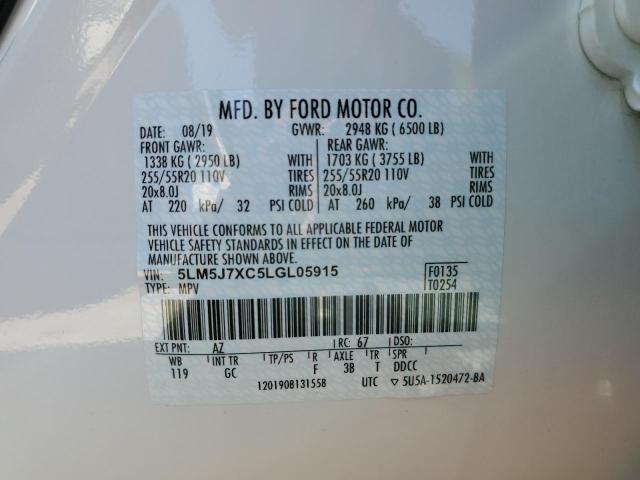 MFD. BY FORD MOTOR CO.
DATE: 08/19 GVWR: 2948 KG ( 6500 LB)
FRONT GAWR: REAR GAWR:
1338 KG ( 2950 LB) WITH 1703 KG ( 3755 LB) WITH
255/55R20 110V TIRES 255/55R20 110V TIRES
20x8.0J RIMS 20x8.0J RIMS
AT 220 kPa/ 32 PSI COLD AT 260 kPa/ 38 PSI COLD
THIS VEHICLE CONFORMS TO ALL APPLICABLE FEDERAL MOTOR
VEHICLE SAFETY STANDARDS IN EFFECT ON THE DATE OF
MANUFACTURE SHOWN ABOVE.
VIN: 5LM5J7XC5LGL05915 F0135
TYPE: MPV T0254
EXT PNT: AZ RC: 67 DSO:
WB INT TR TP/PS R AXLE TR SPR
119 GC F 3B T DDCC
1201908131558 UTC ▽ 5U5A-1520472-BA